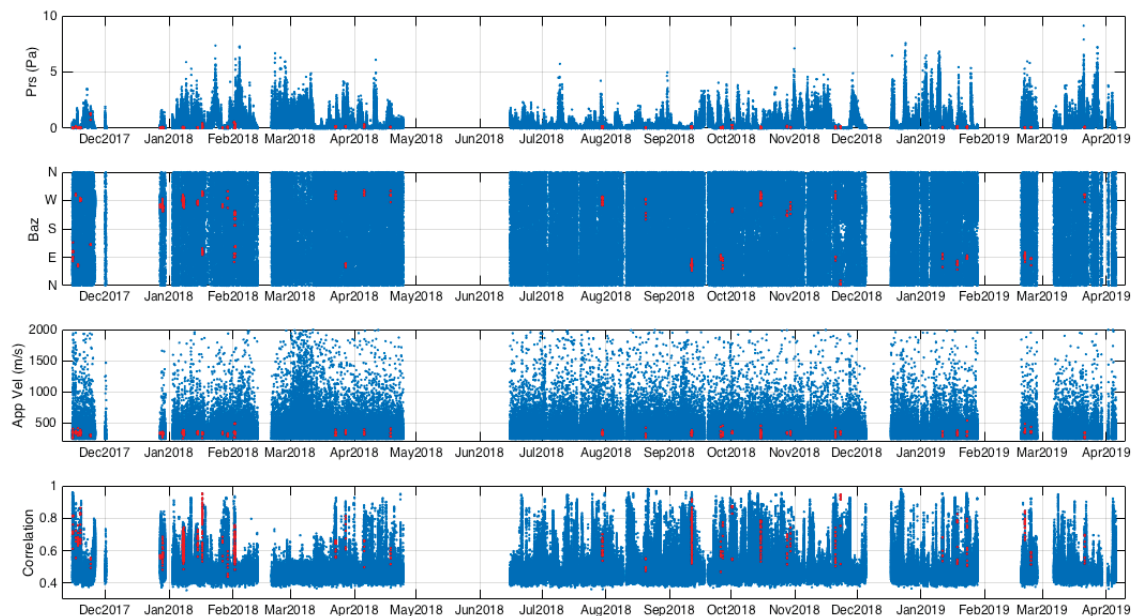 10
Prs (Pa)
5
0
Dec2017 Jan2018 Feb2018 Mar2018 Apr2018 May2018 Jun2018 Jul2018 Aug2018 Sep2018 Oct2018 Nov2018 Dec2018 Jan2019 Feb2019 Mar2019 Apr2019
N
W
Baz
S
E
N
Dec2017 Jan2018 Feb2018 Mar2018 Apr2018 May2018 Jun2018 Jul2018 Aug2018 Sep2018 Oct2018 Nov2018 Dec2018 Jan2019 Feb2019 Mar2019 Apr2019
2000
1500
App Vel (m/s)
1000
500
Dec2017 Jan2018 Feb2018 Mar2018 Apr2018 May2018 Jun2018 Jul2018 Aug2018 Sep2018 Oct2018 Nov2018 Dec2018 Jan2019 Feb2019 Mar2019 Apr2019
1
0.8
Correlation
0.6
0.4
Dec2017 Jan2018 Feb2018 Mar2018 Apr2018 May2018 Jun2018 Jul2018 Aug2018 Sep2018 Oct2018 Nov2018 Dec2018 Jan2019 Feb2019 Mar2019 Apr2019